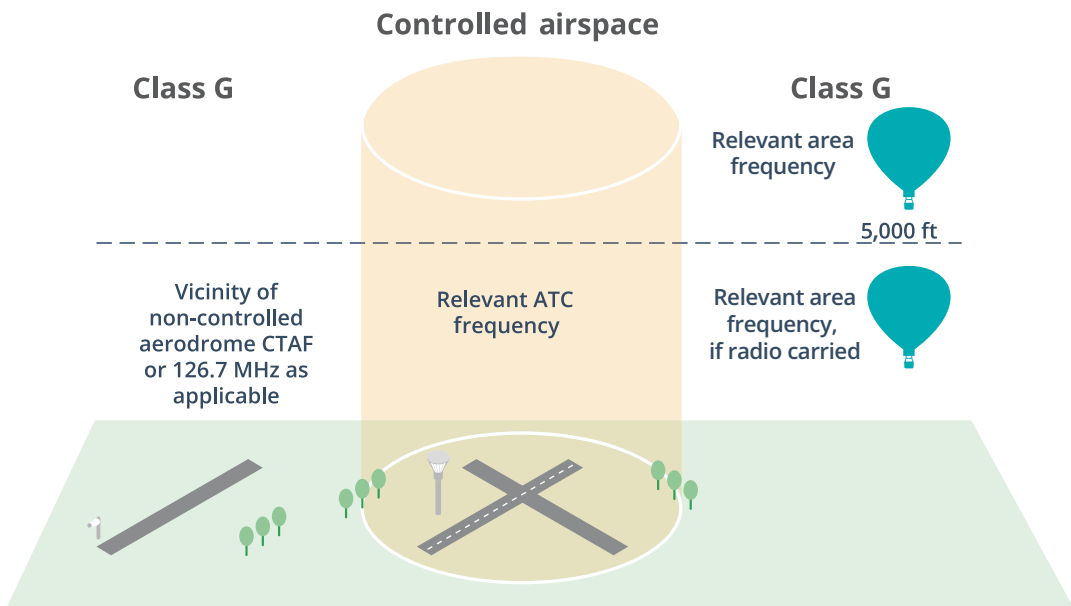 Controlled airspace
Class G
Class G
Relevant area
frequency
5,000 ft
Vicinity of
non-controlled
aerodrome CTAF
or 126.7 MHz as
applicable
Relevant ATC
frequency
Relevant area
frequency,
if radio carried